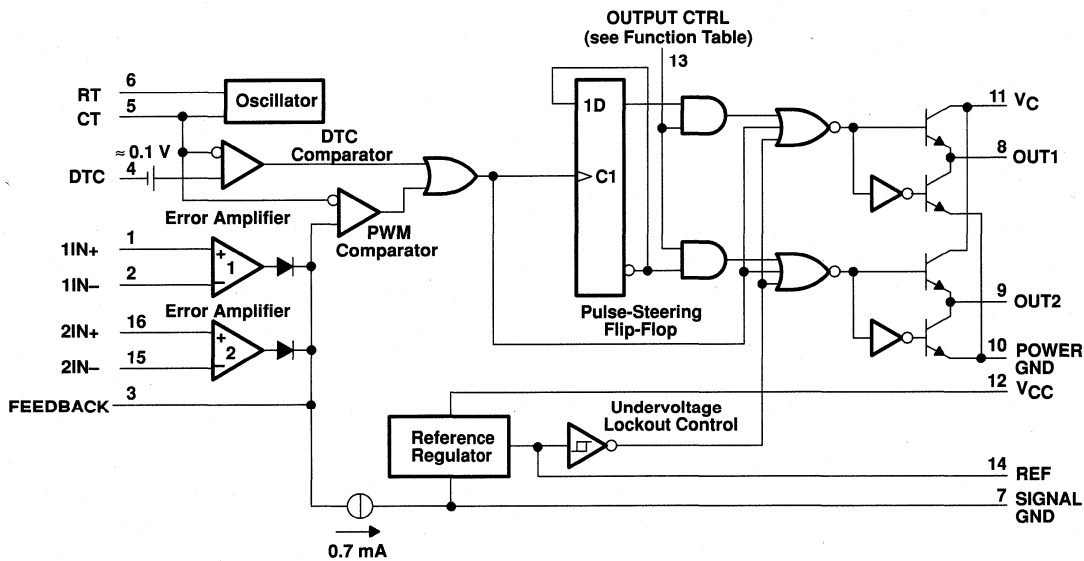 OUTPUT CTRL
(see Function Table)
13
6
RT
5
CT
Oscillator
DTC
Comparator
≈ 0.1 V
4
DTC
Error Amplifier
PWM
Comparator
1
1IN+
2
1IN−
+
1
−
Error Amplifier
16
2IN+
15
2IN−
+
2
−
3
FEEDBACK
1D
C1
Pulse-Steering
Flip-Flop
11 VC
8
OUT1
9
OUT2
10 POWER
GND
12 VCC
Undervoltage
Lockout Control
Reference
Regulator
14 REF
7 SIGNAL
GND
0.7 mA